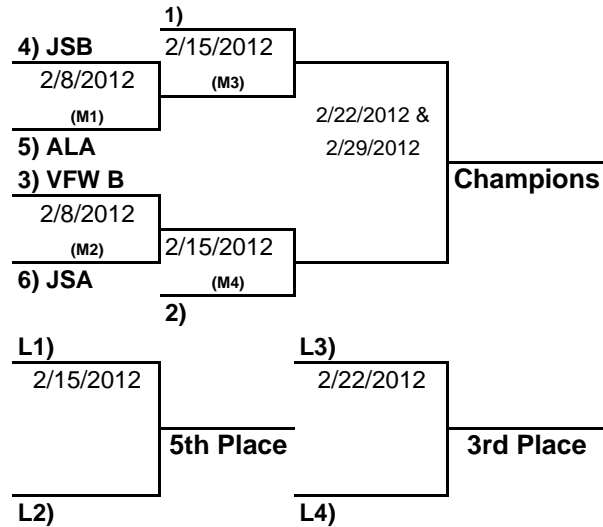 1)
4) JSB
2/15/2012
2/8/2012
(M3)
(M1)
2/22/2012 &
5) ALA
2/29/2012
3) VFW B
Champions
2/8/2012
(M2)
2/15/2012
6) JSA
(M4)
2)
L1)
L3)
2/15/2012
2/22/2012
5th Place
3rd Place
L2)
L4)